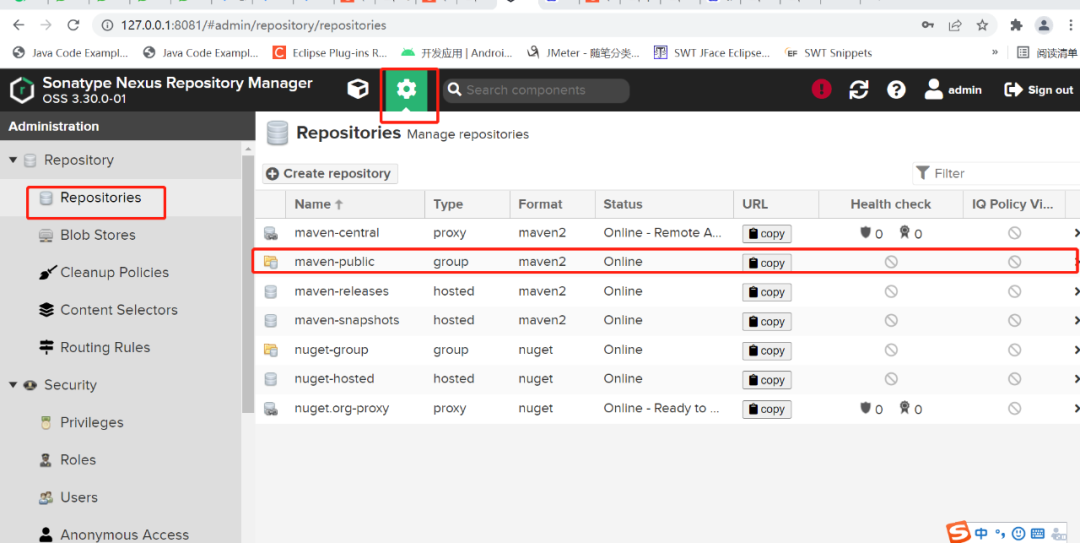 127.0.0.1:8081/#admin/repository/repositories
Java Code Exampl... Java Code Exampl... Eclipse Plug-ins R... 开发应用 | Androi... JMeter - 随笔分类... SWT JFace Eclipse... SWT Snippets » 阅读清单
Sonatype Nexus Repository Manager
OSS 3.30.0-01
Search components
admin Sign out
Administration
Repositories Manage repositories
Repository
Create repository Filter
Repositories
Name Type Format Status URL Health check IQ Policy Vi...
Blob Stores
maven-central proxy maven2 Online - Remote A... copy 0 0
maven-public group maven2 Online copy
Cleanup Policies
maven-releases hosted maven2 Online copy
Content Selectors
maven-snapshots hosted maven2 Online copy
Routing Rules
nuget-group group nuget Online copy
Security
nuget-hosted hosted nuget Online copy
nuget.org-proxy proxy nuget Online - Ready to ... copy 0 0
Privileges
Roles
Users
Anonymous Access
S 中